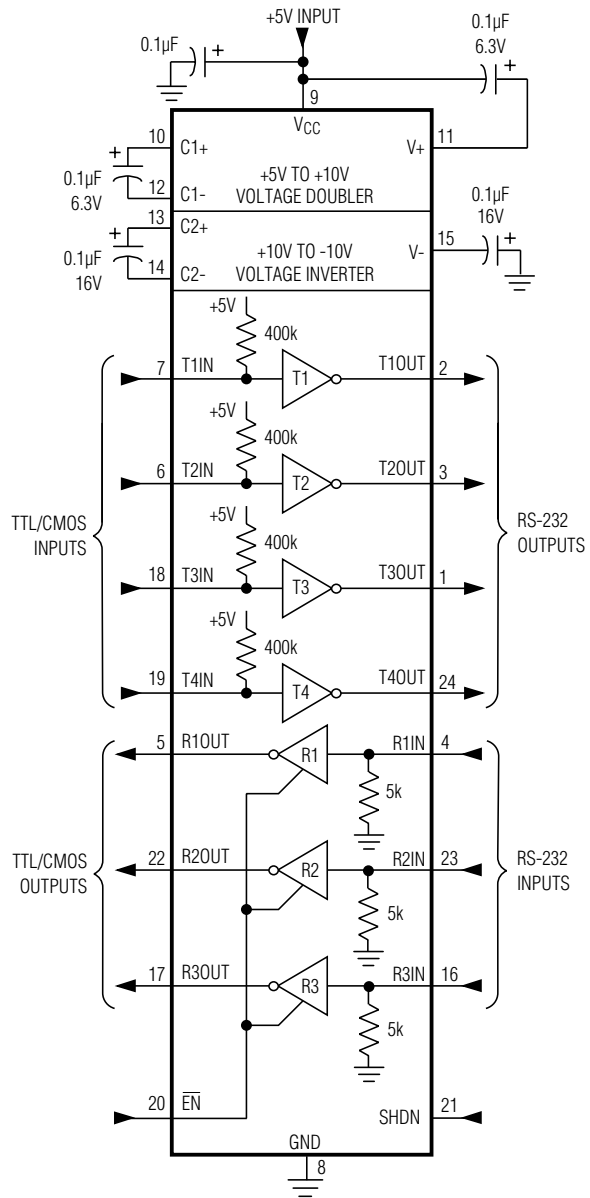 +5V INPUT
0.1µF
0.1µF
6.3V
9
VCC
10
C1+
V+
11
0.1µF
6.3V
+5V TO +10V
VOLTAGE DOUBLER
12
C1-
13
C2+
0.1µF
16V
+10V TO -10V
VOLTAGE INVERTER
V-
15
0.1µF
16V
14
C2-
+5V
400k
7
T1IN
T1
T1OUT
2
+5V
400k
6
T2IN
T2
T2OUT
3
TTL/CMOS
INPUTS
RS-232
OUTPUTS
+5V
400k
18
T3IN
T3
T3OUT
1
+5V
400k
19
T4IN
T4
T4OUT
24
5
R1OUT
R1
R1IN
4
5k
TTL/CMOS
OUTPUTS
22
R2OUT
R2
R2IN
23
RS-232
INPUTS
5k
17
R3OUT
R3
R3IN
16
5k
20
EN
SHDN
21
GND
8